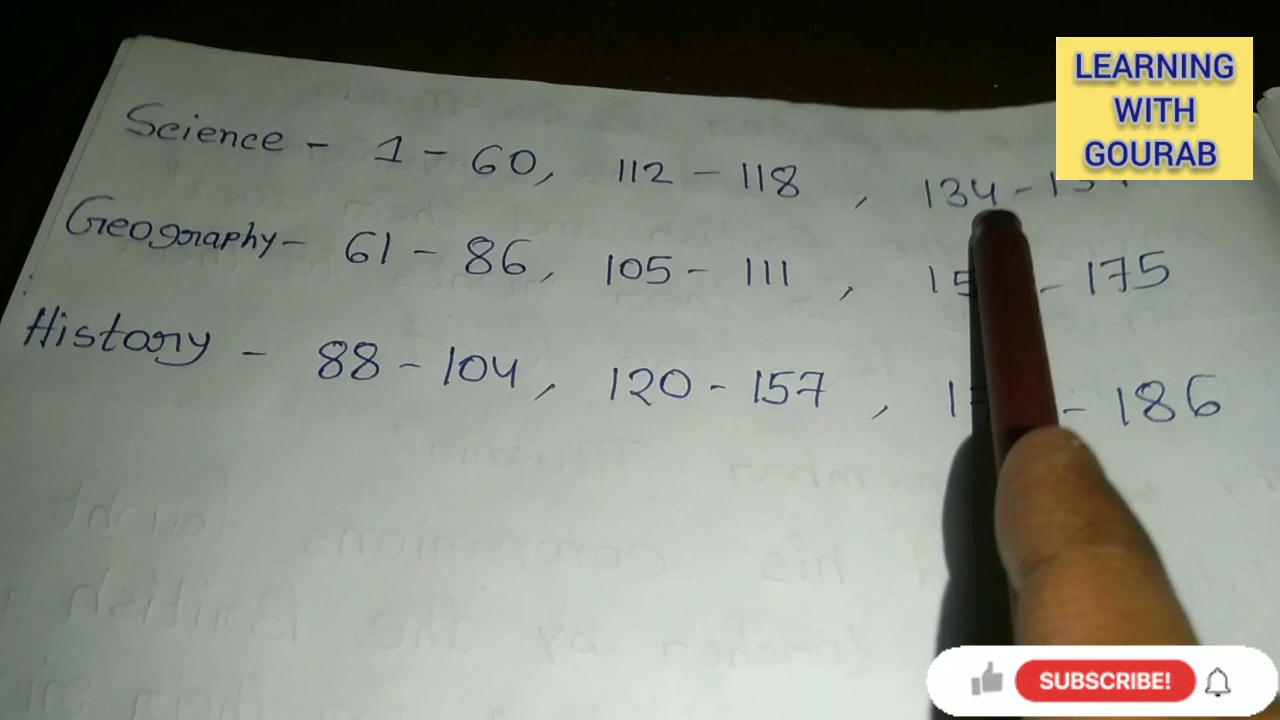 LEARNING
WITH
GOURAB
Science - 1 - 60, 112 - 118, 134 -
Geography - 61 - 86, 105 - 111, - 175
History - 88 - 104, 120 - 157, - 186
SUBSCRIBE!